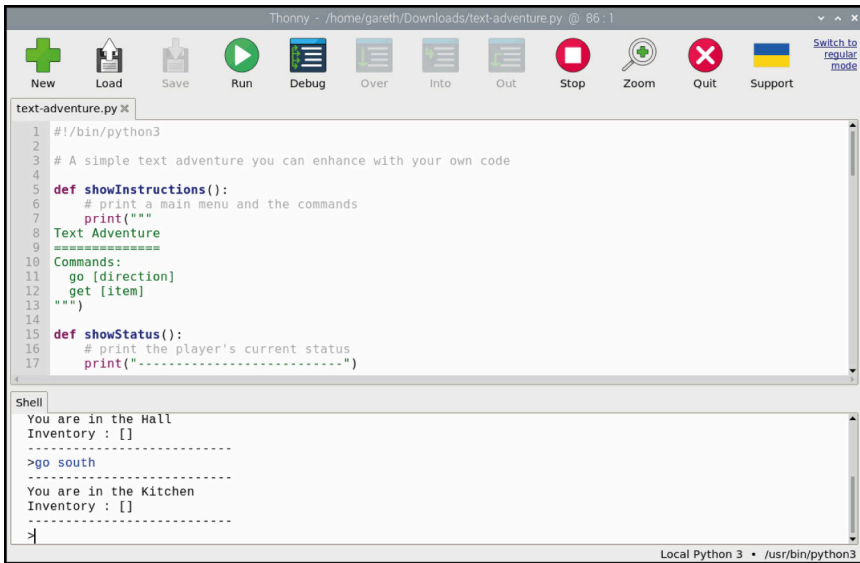 Thonny - /home/gareth/Downloads/text-adventure.py @ 86:1
New Load Save Run Debug Over Into Out Stop Zoom Quit Support
Switch to
regular
mode
text-adventure.py
1 #!/bin/python3
2
3 # A simple text adventure you can enhance with your own code
4
5 def showInstructions():
6     # print a main menu and the commands
7     print("""
8 Text Adventure
9 ==============
10 Commands:
11   go [direction]
12   get [item]
13 """)
14
15 def showStatus():
16     # print the player's current status
17     print("---------------------------")
Shell
You are in the Hall
Inventory : []
---------------------------
>go south
---------------------------
You are in the Kitchen
Inventory : []
---------------------------
>
Local Python 3 • /usr/bin/python3